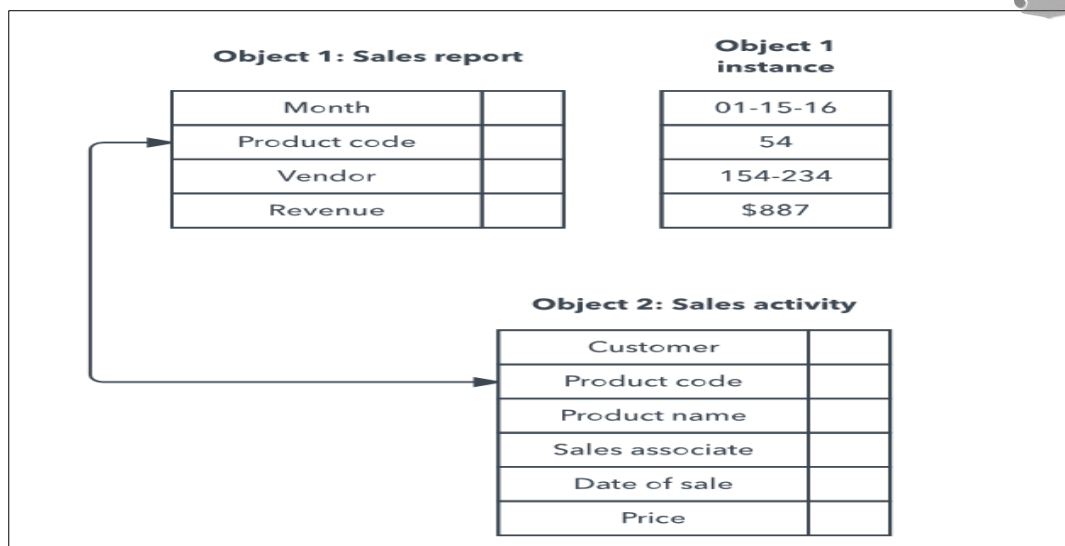 Object 1: Sales report
Object 1
instance
Month
Product code
Vendor
Revenue
01-15-16
54
154-234
$887
Object 2: Sales activity
Customer
Product code
Product name
Sales associate
Date of sale
Price